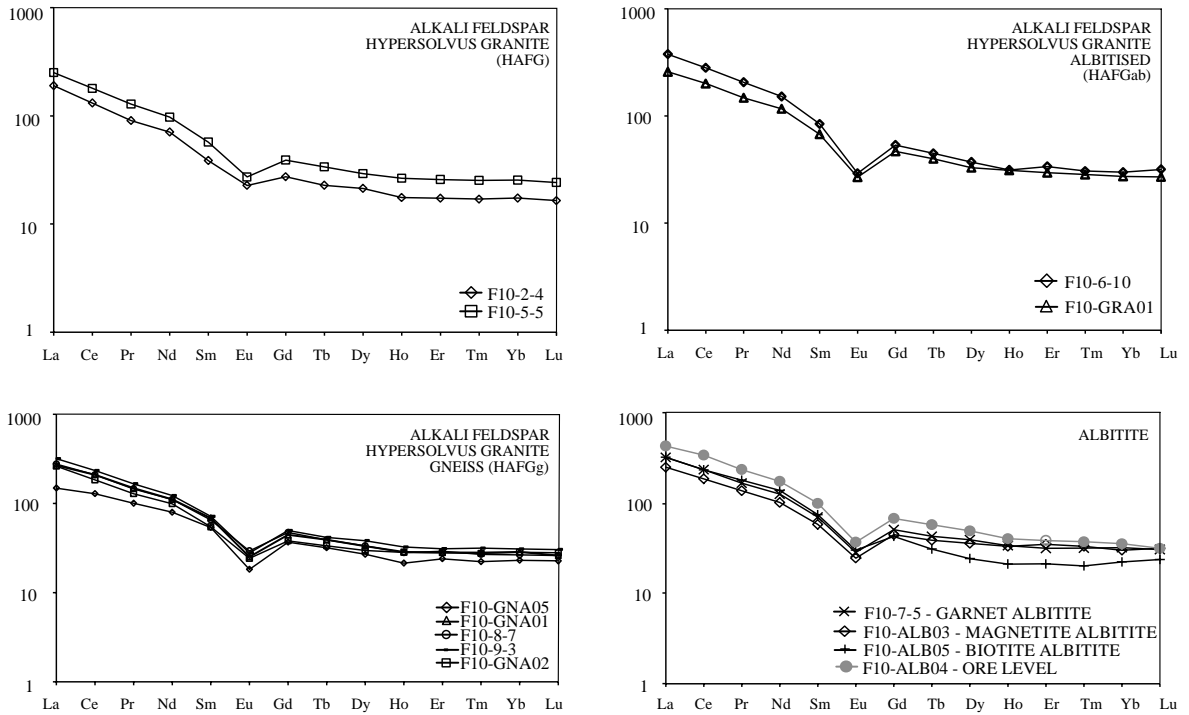 1000
100
10
1
ALKALI FELDSPAR
HYPERSOLVUS GRANITE
(HAFG)
F10-2-4
F10-5-5
La Ce Pr Nd Sm Eu Gd Tb Dy Ho Er Tm Yb Lu
1000
100
10
1
ALKALI FELDSPAR
HYPERSOLVUS GRANITE
ALBITISED
(HAFGab)
F10-6-10
F10-GRA01
La Ce Pr Nd Sm Eu Gd Tb Dy Ho Er Tm Yb Lu
1000
100
10
1
ALKALI FELDSPAR
HYPERSOLVUS GRANITE
GNEISS (HAFGg)
F10-GNA05
F10-GNA01
F10-8-7
F10-9-3
F10-GNA02
La Ce Pr Nd Sm Eu Gd Tb Dy Ho Er Tm Yb Lu
1000
100
10
1
ALBITITE
F10-7-5 - GARNET ALBITITE
F10-ALB03 - MAGNETITE ALBITITE
F10-ALB05 - BIOTITE ALBITITE
F10-ALB04 - ORE LEVEL
La Ce Pr Nd Sm Eu Gd Tb Dy Ho Er Tm Yb Lu